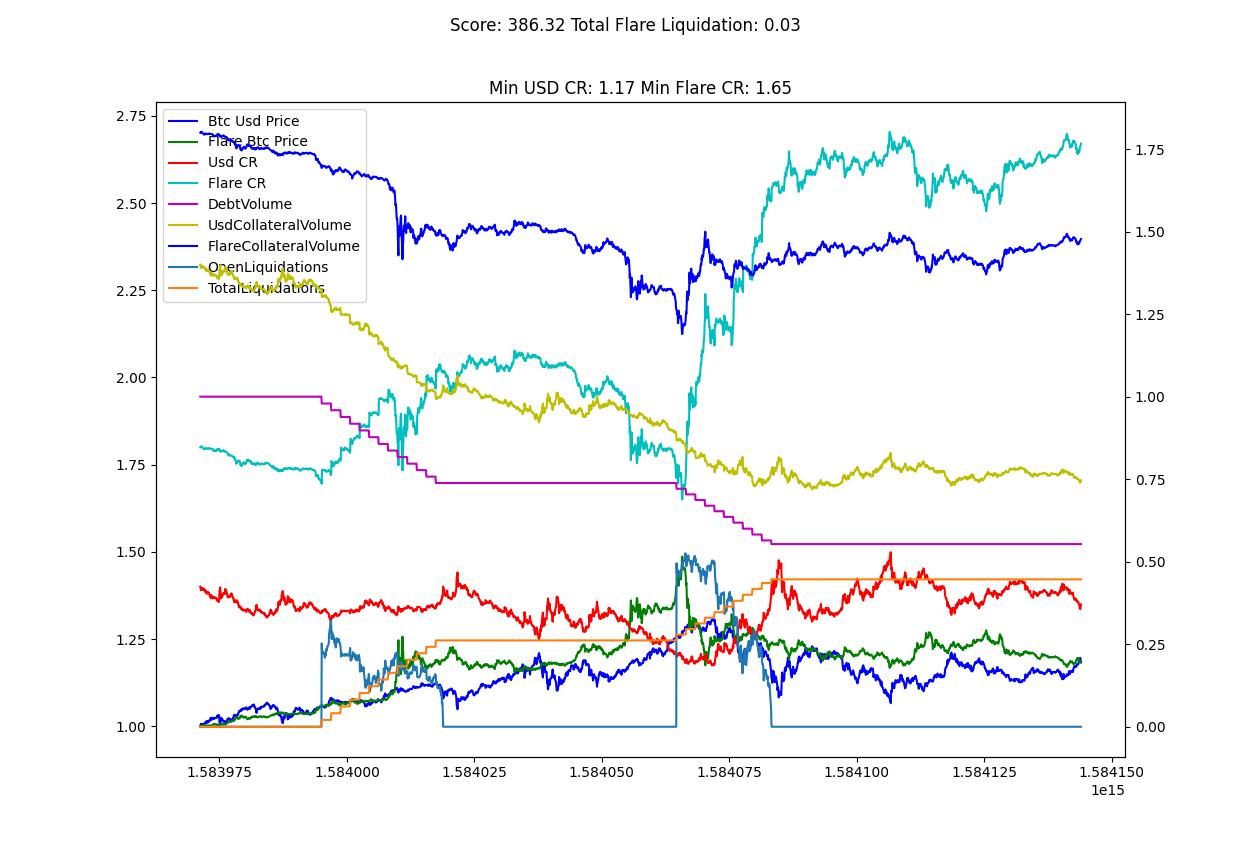 Score: 386.32 Total Flare Liquidation: 0.03
Min USD CR: 1.17 Min Flare CR: 1.65
Btc Usd Price
Flare Btc Price
Usd CR
Flare CR
DebtVolume
UsdCollateralVolume
FlareCollateralVolume
OpenLiquidations
TotalLiquidations
2.75
2.50
2.25
2.00
1.75
1.50
1.25
1.00
1.75
1.50
1.25
1.00
0.75
0.50
0.25
0.00
1.583975
1.584000
1.584025
1.584050
1.584075
1.584100
1.584125
1.584150
1e15